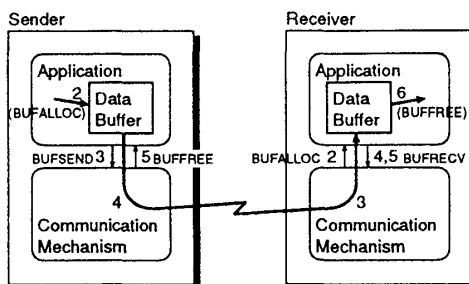 Sender
Application
2
(BUFALLOC)
Data
Buffer
BUFSEND 3
5 BUFFREE
4
Communication
Mechanism
Receiver
Application
Data
Buffer
6
(BUFFREE)
BUFALLOC 2
4,5 BUFRECV
3
Communication
Mechanism